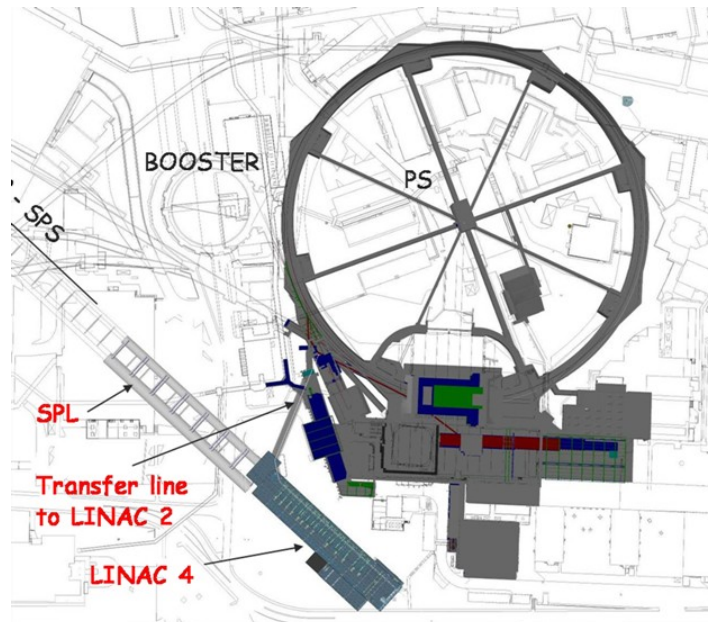 BOOSTER
PS
- SPS
SPL
Transfer line
to LINAC 2
LINAC 4